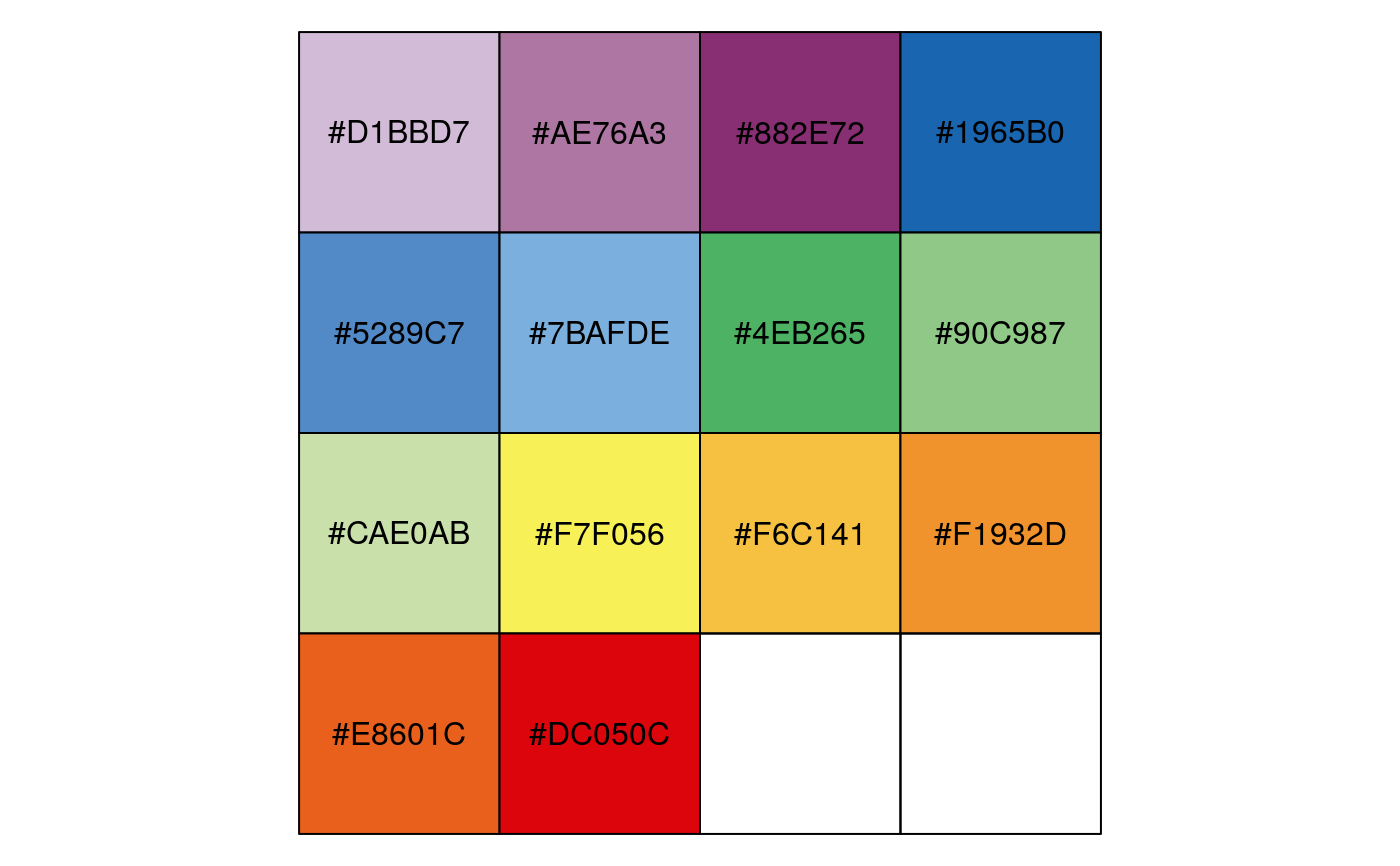 #D1BBD7 #AE76A3 #882E72 #1965B0
#5289C7 #7BAFDE #4EB265 #90C987
#CAE0AB #F7F056 #F6C141 #F1932D
#E8601C #DC050C